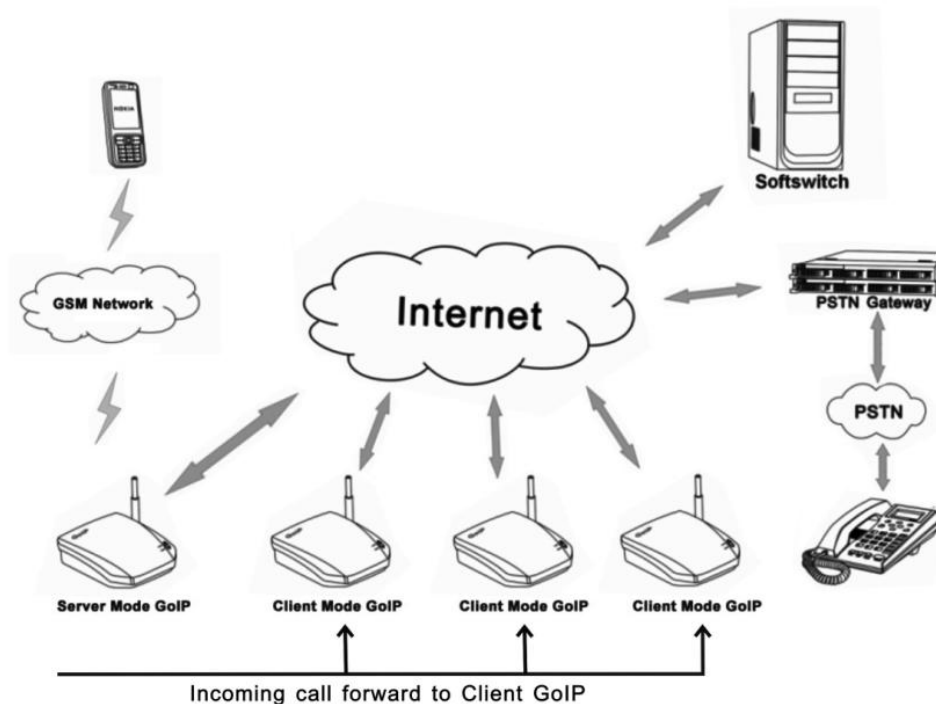 NOKIA
Softswitch
GSM Network
Internet
PSTN Gateway
PSTN
Server Mode GoIP
Client Mode GoIP
Client Mode GoIP
Client Mode GoIP
Incoming call forward to Client GoIP